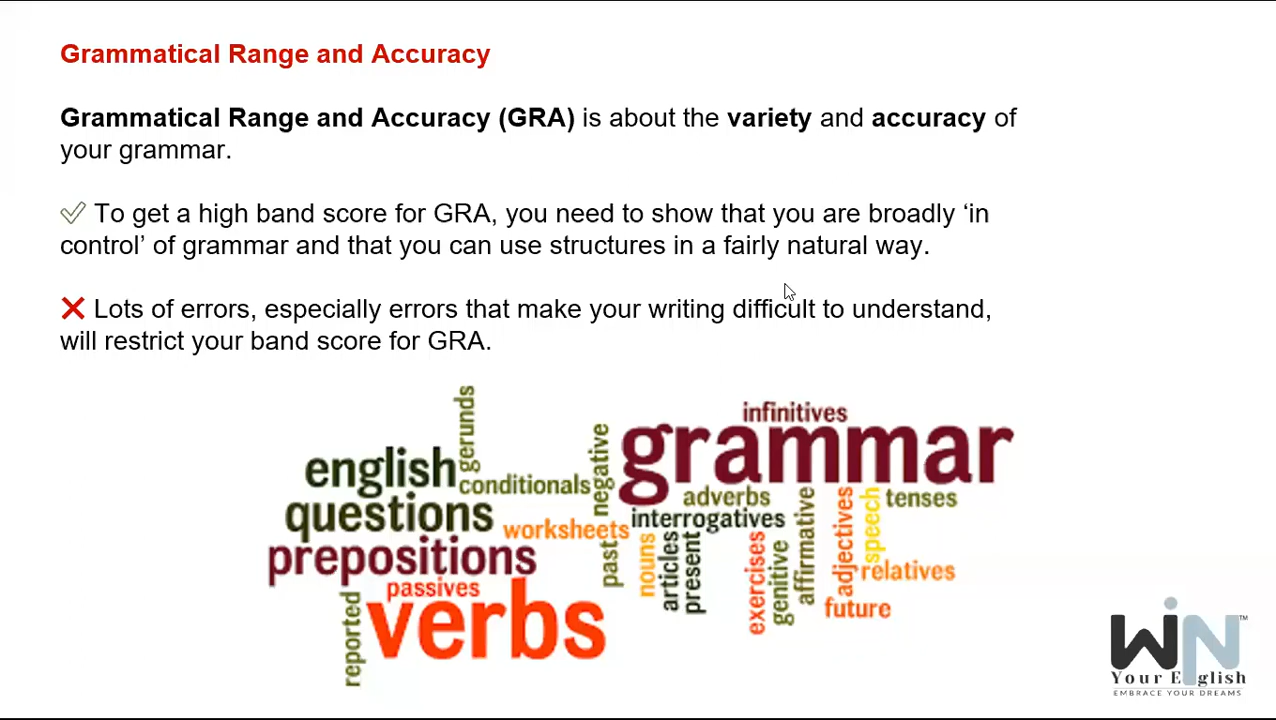 Grammatical Range and Accuracy
Grammatical Range and Accuracy (GRA) is about the variety and accuracy of
your grammar.
✓ To get a high band score for GRA, you need to show that you are broadly ‘in
control’ of grammar and that you can use structures in a fairly natural way.
❌ Lots of errors, especially errors that make your writing difficult to understand,
will restrict your band score for GRA.
gerunds
infinitives
grammar
english
conditionals
negative
adverbs
tenses
questions
worksheets
interrogatives
affirmative
adjectives
speech
prepositions
past
nouns
articles
present
exercises
genitive
relatives
passives
verbs
future
reported
WiN™
Your English
EMBRACE YOUR DREAMS